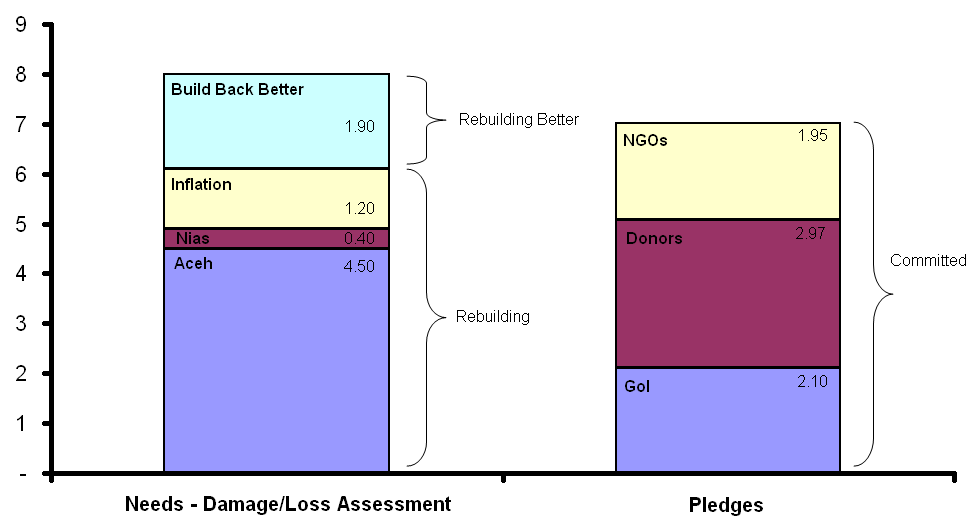 9
8
7
6
5
4
3
2
1
-
Build Back Better
1.90
Inflation
1.20
Nias 0.40
Aceh 4.50
Rebuilding Better
Rebuilding
NGOs 1.95
Donors 2.97
GoI 2.10
Committed
Needs - Damage/Loss Assessment
Pledges